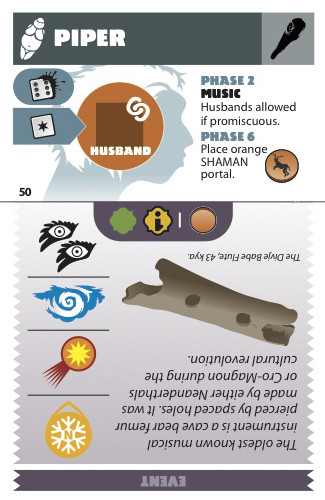 PIPER
PHASE 2
MUSIC
Husbands allowed
if promiscuous.
PHASE 6
Place orange
SHAMAN
portal.
HUSBAND
50
EVENT
The oldest known musical
instrument is a cave bear femur
pierced by spaced holes. It was
made by either Neanderthals
or Cro-Magnon during the
cultural revolution.
The Divje Babe Flute, 43 kya.
N
i